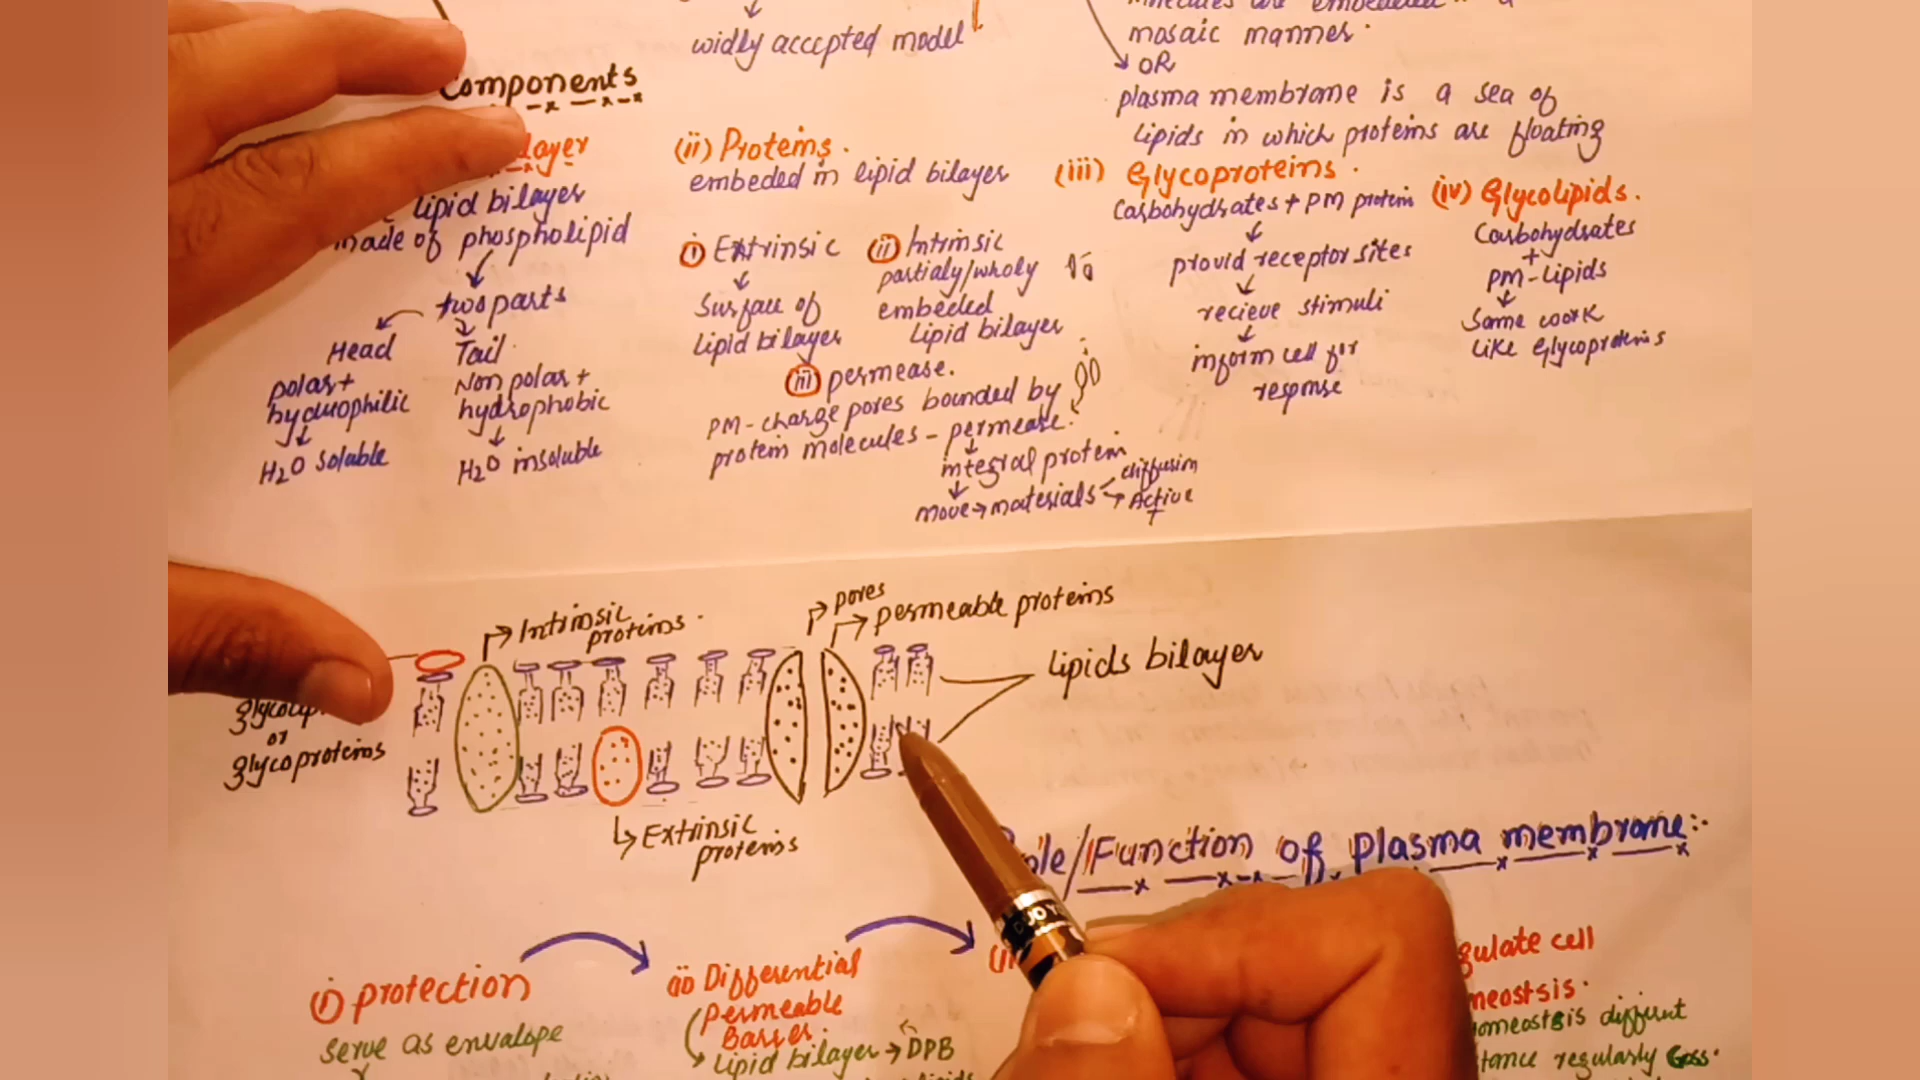 widly accepted model
mosaic manner.
OR
plasma membrane is a sea of
lipids in which proteins are floating
Components
layer
lipid bilayer
made of phospholipid
two parts
Head
polar +
H2O soluble
Tail
Non polar +
hydrophobic
H2O insoluble
(ii) Proteins.
embeded in lipid bilayer
(i) Extrinsic
Surface of
lipid bilayer
(ii) Intrinsic
partialy/wholy
embeded
lipid bilayer
(iii) permease.
PM-charge pores bounded by
protein molecules - permease.
integral protein
move → materials
diffusion
Active
T
(iii) Glycoproteins.
Carbohydrates + PM protein
provid receptor sites
recieve stimuli
inform cell for
response
(iv) Glycolipids.
Carbohydrates
+
PM-Lipids
Same work
like Glycoproteins
Intrinsic
proteins.
pores
permeable proteins
Lipids bilayer
or
glycoproteins
Extrinsic
proteins
Role/Function of plasma membrane:-
(i) protection
serve as envelope
(ii) Differential
permeable
Barrier.
Lipid bilayer → DPB
gulate cell
meostsis.
omeostsis different
tance regularly